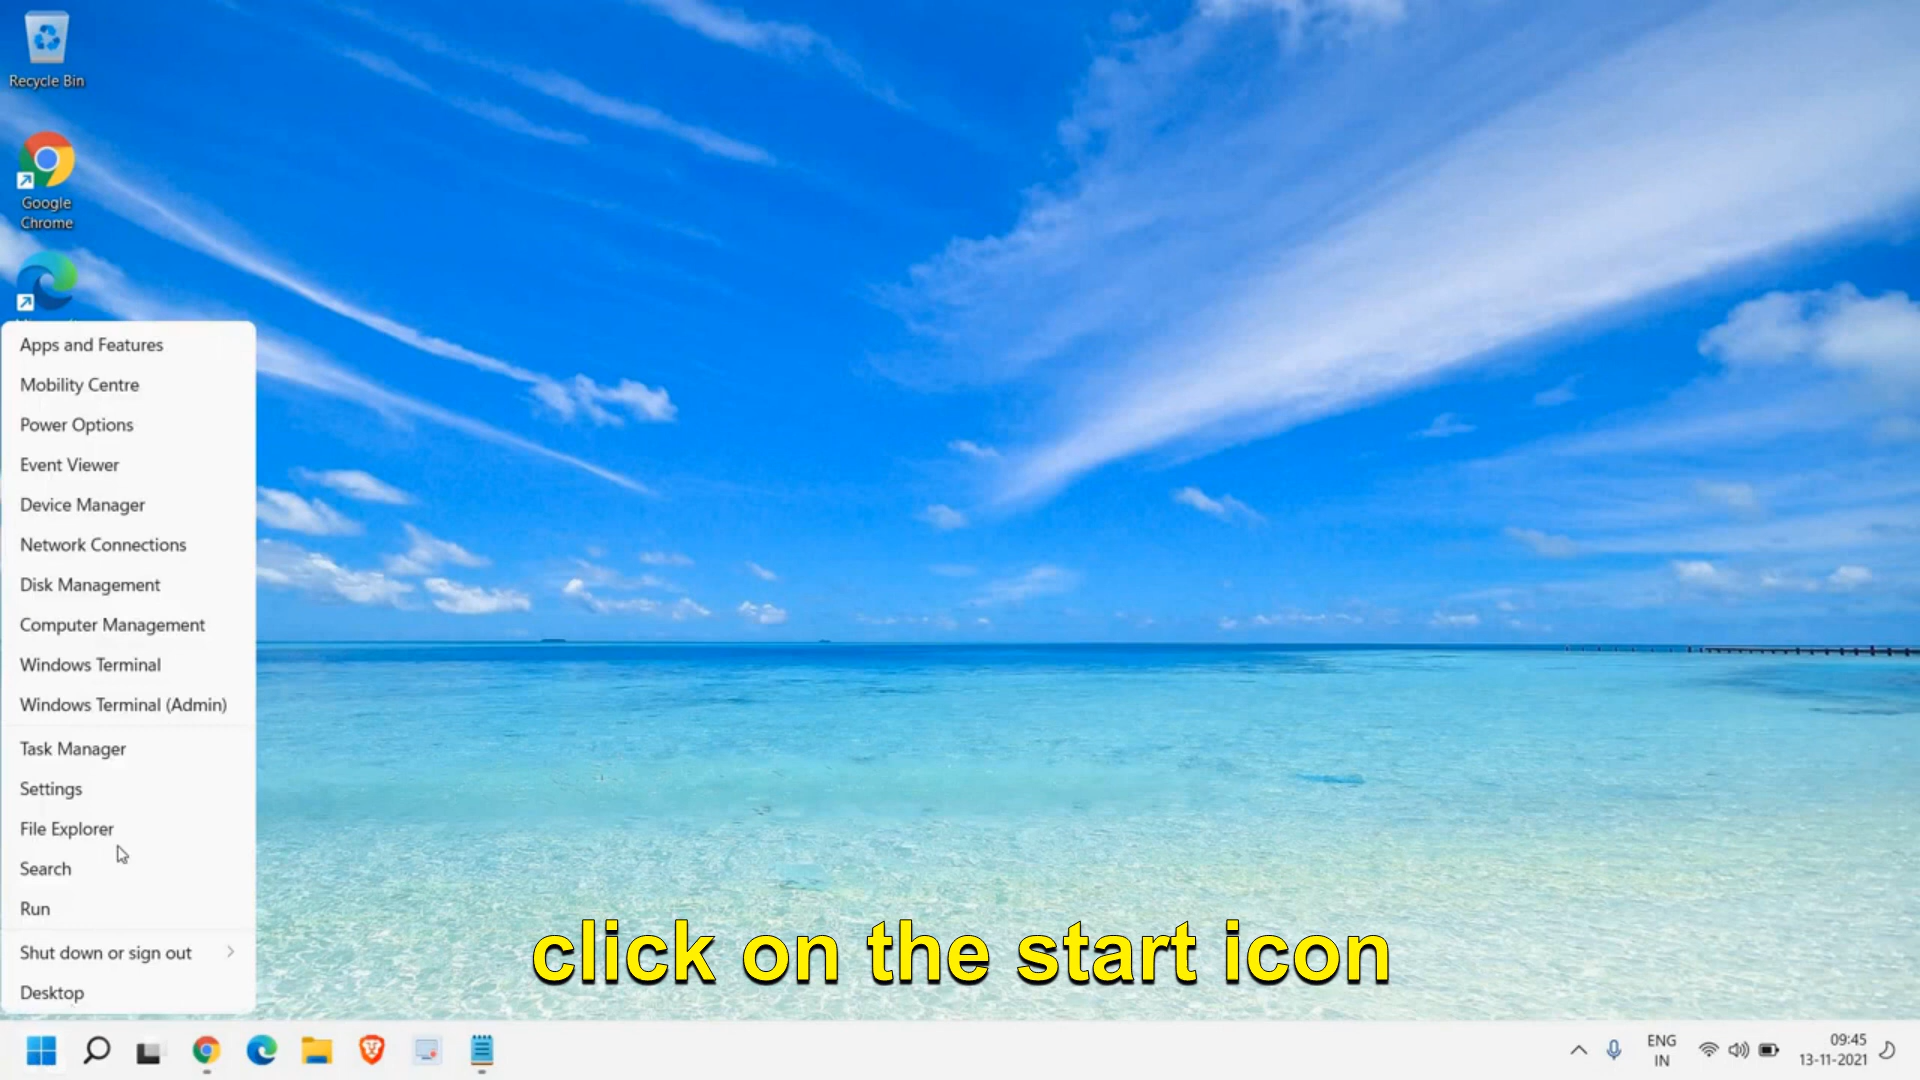 Recycle Bin
Google
Chrome
Apps and Features
Mobility Centre
Power Options
Event Viewer
Device Manager
Network Connections
Disk Management
Computer Management
Windows Terminal
Windows Terminal (Admin)
Task Manager
Settings
File Explorer
Search
Run
Shut down or sign out
Desktop
click on the start icon
ENG
IN
09:45
13-11-2021